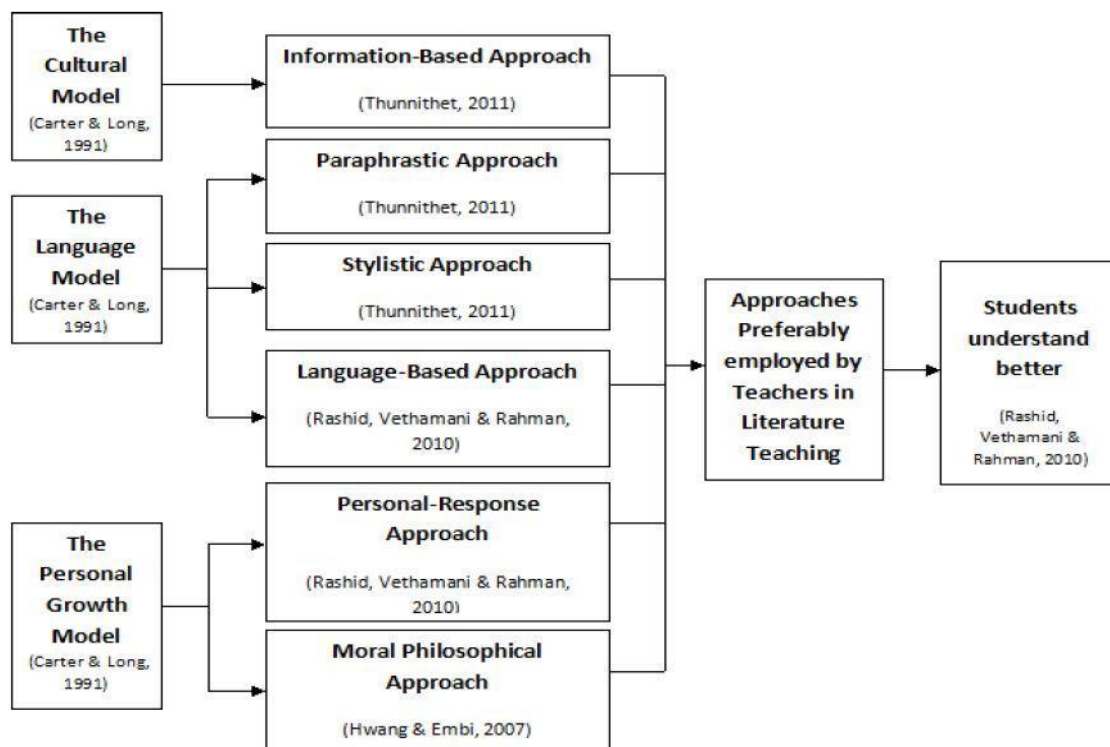 The
Cultural
Model
(Carter & Long,
1991)
Information-Based Approach
(Thunnithet, 2011)
Paraphrastic Approach
(Thunnithet, 2011)
The
Language
Model
(Carter & Long,
1991)
Stylistic Approach
(Thunnithet, 2011)
Language-Based Approach
(Rashid, Vethamani & Rahman,
2010)
The
Personal
Growth
Model
(Carter & Long,
1991)
Personal-Response
Approach
(Rashid, Vethamani & Rahman,
2010)
Moral Philosophical
Approach
(Hwang & Embi, 2007)
Approaches
Preferably
employed by
Teachers in
Literature
Teaching
Students
understand
better
(Rashid,
Vethamani &
Rahman, 2010)